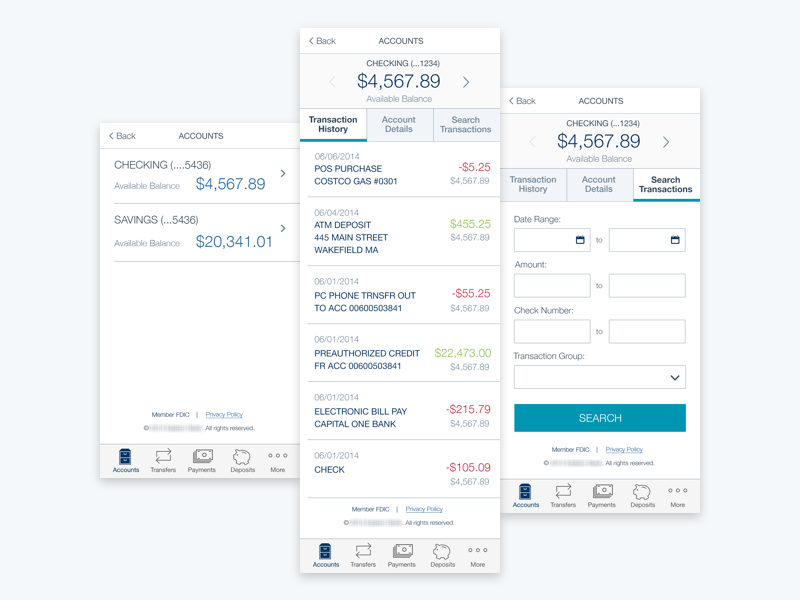 Back ACCOUNTS
CHECKING (....5436)
Available Balance $4,567.89
SAVINGS (...5436)
Available Balance $20,341.01
Member FDIC | Privacy Policy
© All rights reserved.
Accounts Transfers Payments Deposits More
Back ACCOUNTS
CHECKING (...1234)
$4,567.89
Available Balance
Transaction History Account Details Search Transactions
06/06/2014
POS PURCHASE -$5.25
COSTCO GAS #0301 $4,567.89
06/04/2014
ATM DEPOSIT $455.25
445 MAIN STREET $4,567.89
WAKEFIELD MA
06/01/2014
PC PHONE TRNSFR OUT -$55.25
TO ACC 00600503841 $4,567.89
06/01/2014
PREAUTHORIZED CREDIT $22,473.00
FR ACC 00600503841 $4,567.89
06/01/2014
ELECTRONIC BILL PAY -$215.79
CAPITAL ONE BANK $4,567.89
06/01/2014
CHECK -$105.09
$4,567.89
Member FDIC | Privacy Policy
© All rights reserved.
Accounts Transfers Payments Deposits More
Back ACCOUNTS
CHECKING (...1234)
$4,567.89
Available Balance
Transaction History Account Details Search Transactions
Date Range:
to
Amount:
to
Check Number:
to
Transaction Group:
SEARCH
Member FDIC | Privacy Policy
© All rights reserved.
Accounts Transfers Payments Deposits More